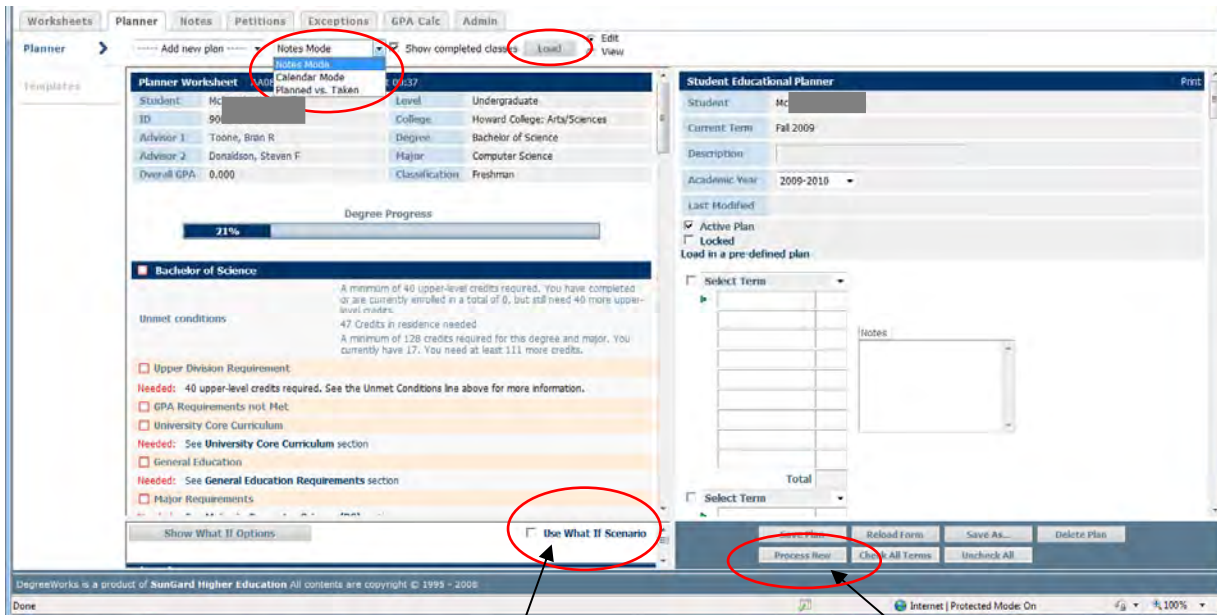 Worksheets Planner Notes Petitions Exceptions GPA Calc Admin
Planner ----- Add new plan ----- Notes Mode Show completed classes Load Edit View
Notes Mode
Calendar Mode
Planned vs. Taken
Templates
Planner Worksheet
Student Mc Level Undergraduate
ID 90 College Howard College: Arts/Sciences
Advisor 1 Toone, Bran R Degree Bachelor of Science
Advisor 2 Donaldson, Steven F Major Computer Science
Overall GPA 0.000 Classification Freshman
Degree Progress
21%
Bachelor of Science
Unmet conditions
A minimum of 40 upper-level credits required. You have completed
or are currently enrolled in a total of 0, but still need 40 more upper-
level credits.
47 Credits in residence needed
A minimum of 128 credits required for this degree and major. You
currently have 17. You need at least 111 more credits.
Upper Division Requirement
Needed: 40 upper-level credits required. See the Unmet Conditions line above for more information.
GPA Requirements not Met
University Core Curriculum
Needed: See University Core Curriculum section
General Education
Needed: See General Education Requirements section
Major Requirements
Show What If Options Use What If Scenario
Student Educational Planner Print
Student Mc
Current Term Fall 2009
Description
Academic Year 2009-2010
Last Modified
Active Plan
Locked
Load in a pre-defined plan
Select Term
Notes
Total
Select Term
Save Plan Reload Form Save As... Delete Plan
Process New Check All Terms Uncheck All
DegreeWorks is a product of SunGard Higher Education All contents are copyright © 1995 - 2008
Done Internet | Protected Mode: On 100%